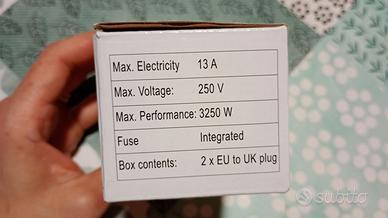 Max. Electricity 13 A
Max. Voltage: 250 V
Max. Performance: 3250 W
Fuse Integrated
Box contents: 2 x EU to UK plug
subito